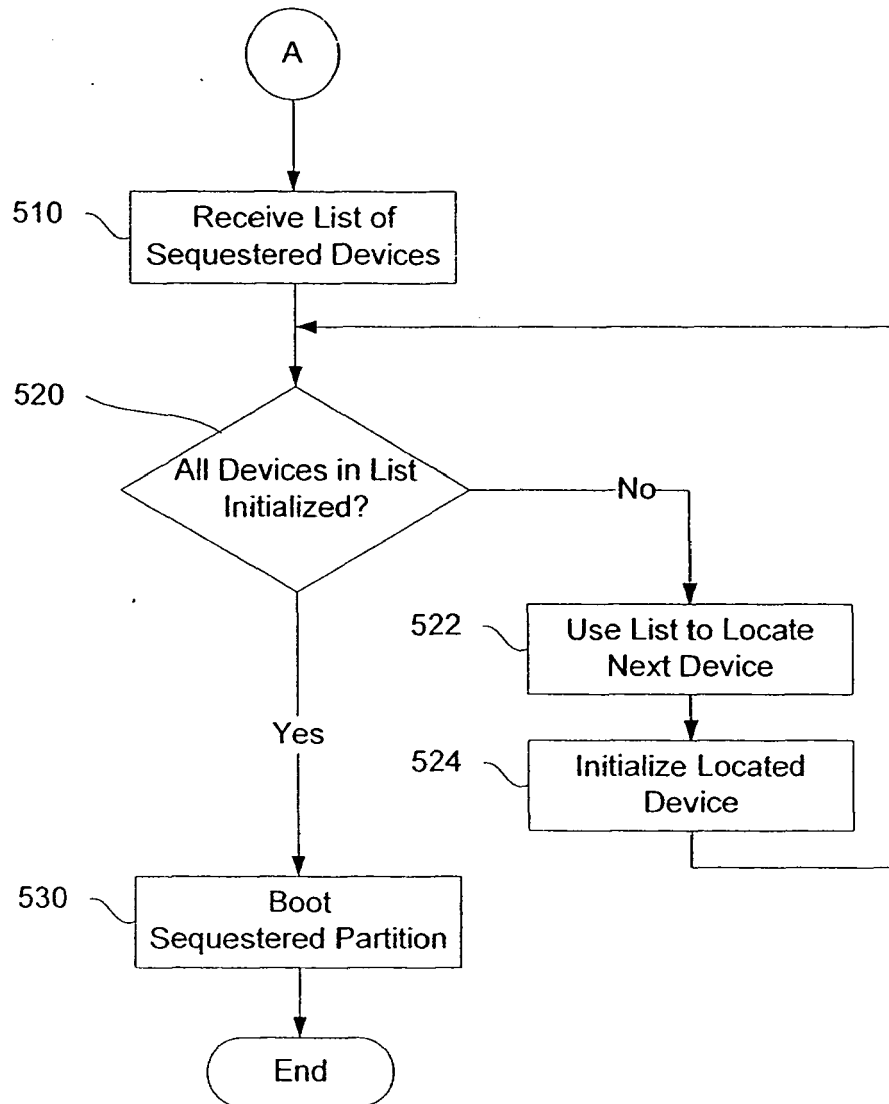 A
510
Receive List of
Sequestered Devices
520
All Devices in List
Initialized?
No
522
Use List to Locate
Next Device
Yes
524
Initialize Located
Device
530
Boot
Sequestered Partition
End